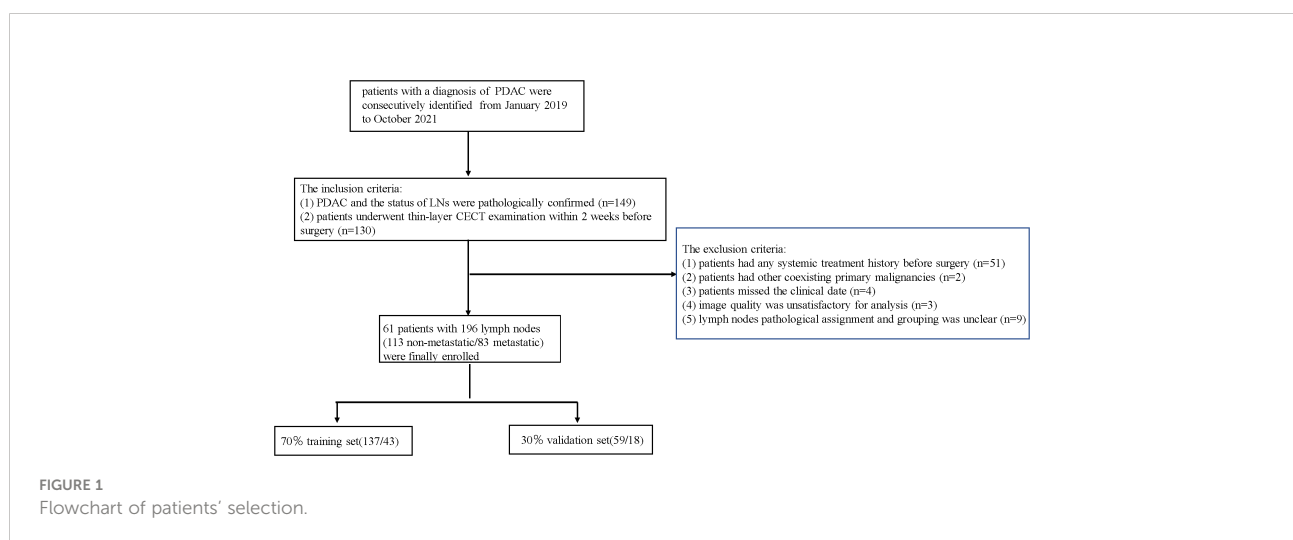 patients with a diagnosis of PDAC were
consecutively identified from January 2019
to October 2021
The inclusion criteria:
(1) PDAC and the status of LNs were pathologically confirmed (n=149)
(2) patients underwent thin-layer CECT examination within 2 weeks before
surgery (n=130)
The exclusion criteria:
(1) patients had any systemic treatment history before surgery (n=51)
(2) patients had other coexisting primary malignancies (n=2)
(3) patients missed the clinical date (n=4)
(4) image quality was unsatisfactory for analysis (n=3)
(5) lymph nodes pathological assignment and grouping was unclear (n=9)
61 patients with 196 lymph nodes
(113 non-metastatic/83 metastatic)
were finally enrolled
70% training set(137/43)
30% validation set(59/18)
FIGURE 1
Flowchart of patients’ selection.